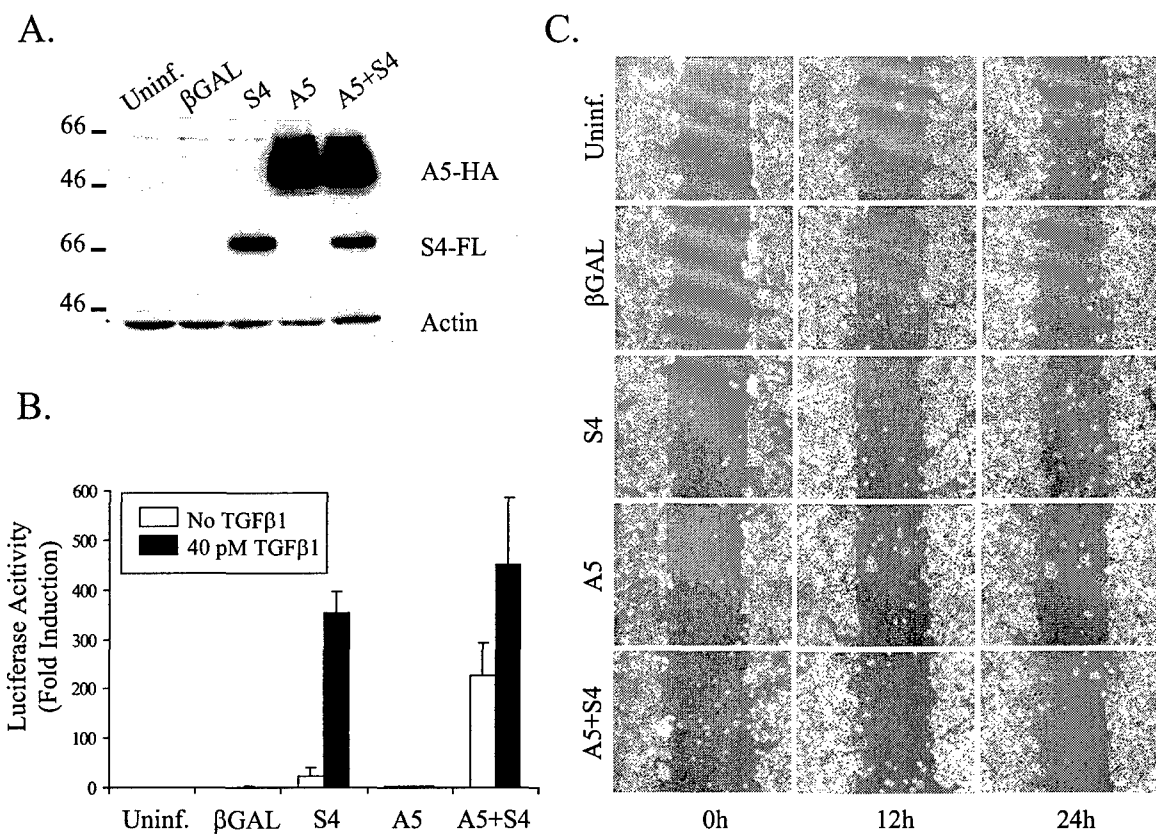 A.
Uninf. βGAL S4 A5 A5+S4
66
46
A5-HA
66
S4-FL
46
Actin
B.
Luciferase Acitivity
(Fold Induction)
600
500
400
300
200
100
0
No TGFβ1
40 pM TGFβ1
Uninf. βGAL S4 A5 A5+S4
C.
Uninf.
βGAL
S4
A5
A5+S4
0h 12h 24h